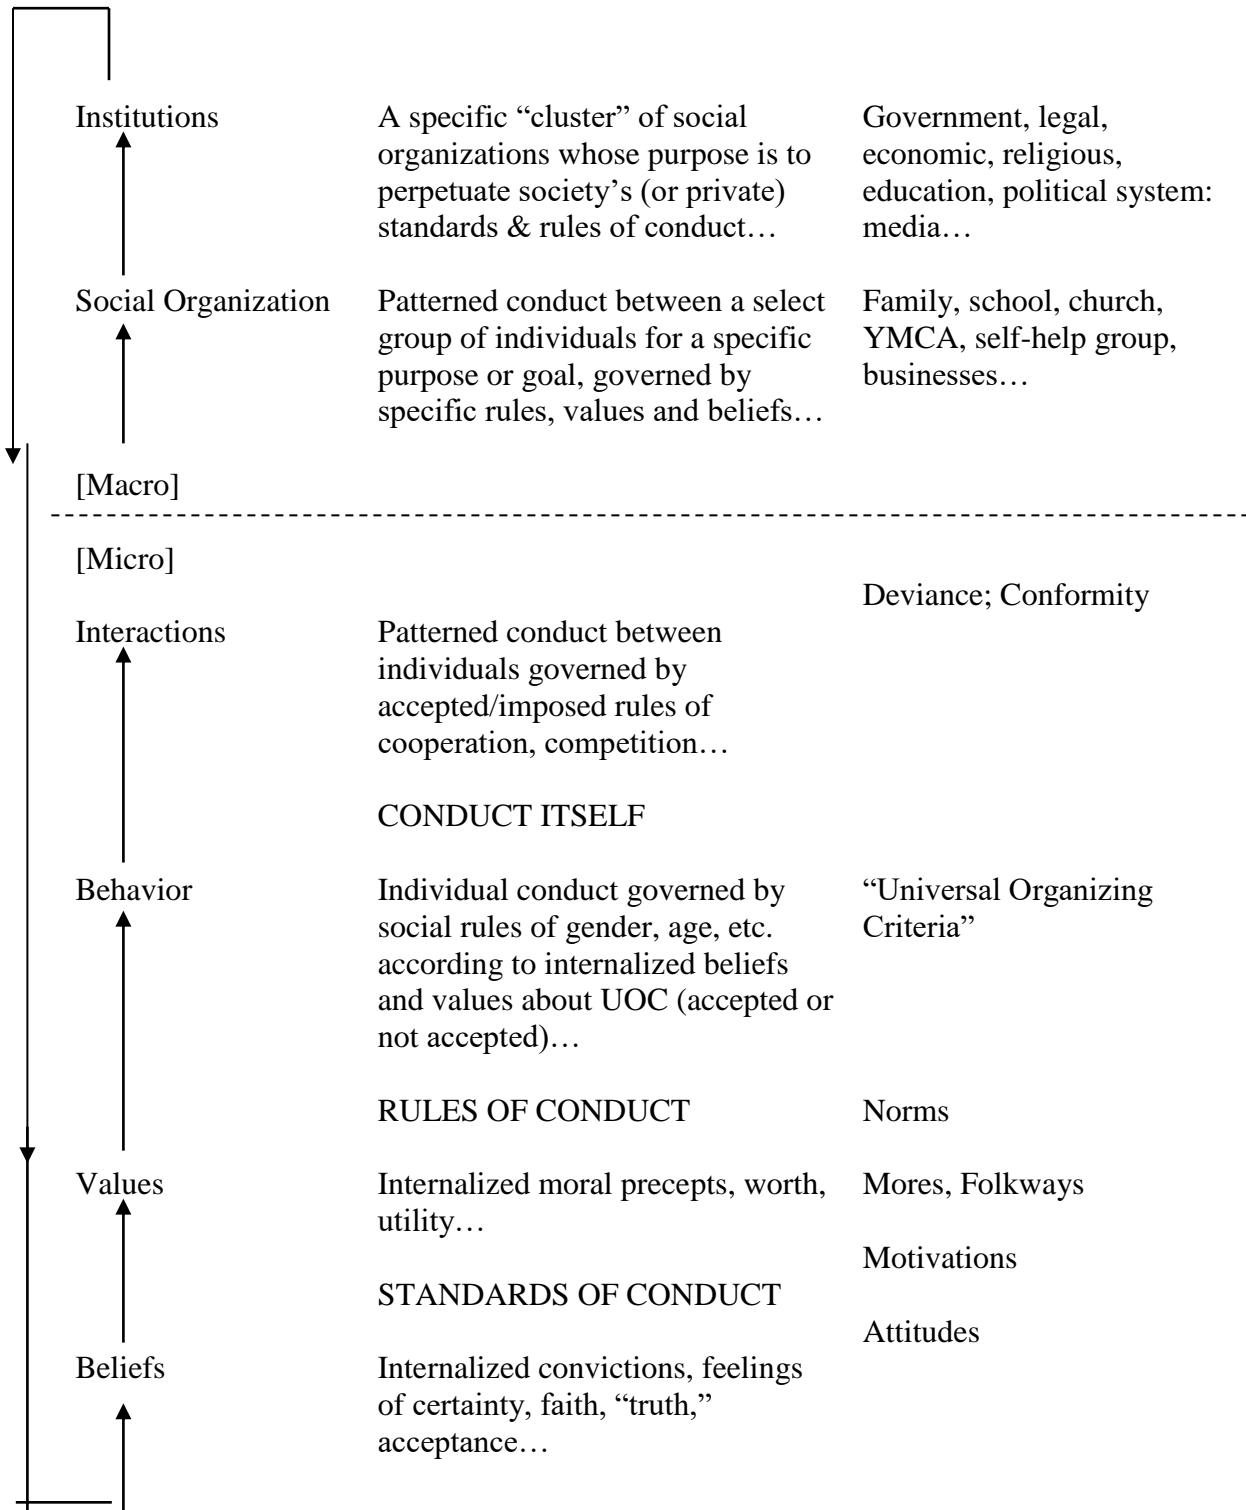 Institutions
A specific “cluster” of social
organizations whose purpose is to
perpetuate society’s (or private)
standards & rules of conduct…
Government, legal,
economic, religious,
education, political system:
media…
Social Organization
Patterned conduct between a select
group of individuals for a specific
purpose or goal, governed by
specific rules, values and beliefs…
Family, school, church,
YMCA, self-help group,
businesses…
[Macro]
[Micro]
Deviance; Conformity
Interactions
Patterned conduct between
individuals governed by
accepted/imposed rules of
cooperation, competition…
CONDUCT ITSELF
Behavior
Individual conduct governed by
social rules of gender, age, etc.
according to internalized beliefs
and values about UOC (accepted or
not accepted)…
“Universal Organizing
Criteria”
RULES OF CONDUCT
Norms
Values
Internalized moral precepts, worth,
utility…
Mores, Folkways
Motivations
STANDARDS OF CONDUCT
Attitudes
Beliefs
Internalized convictions, feelings
of certainty, faith, “truth,”
acceptance…